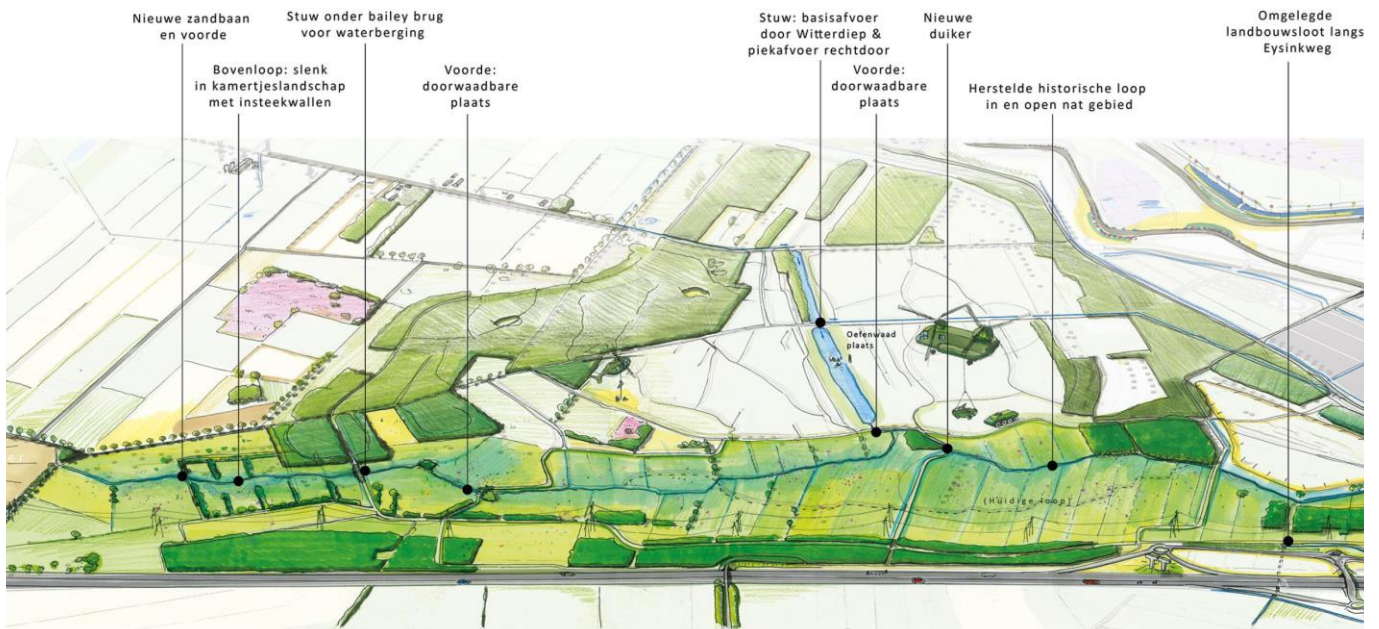 Nieuwe zandbaan
en voorde
Bovenloop: slenk
in kamertjeslandschap
met insteekwallen
Stuw onder bailey brug
voor waterberging
Voorde:
doorwaadbare
plaats
Stuw: basisafvoer
door Witterdiep &
piekafvoer rechtdoor
Voorde:
doorwaadbare
plaats
Nieuwe
duiker
Herstelde historische loop
in en open nat gebied
Omgelegde
landbouwsloot langs
Eysinkweg
Oefenwaad
plaats
(Huidige loop)